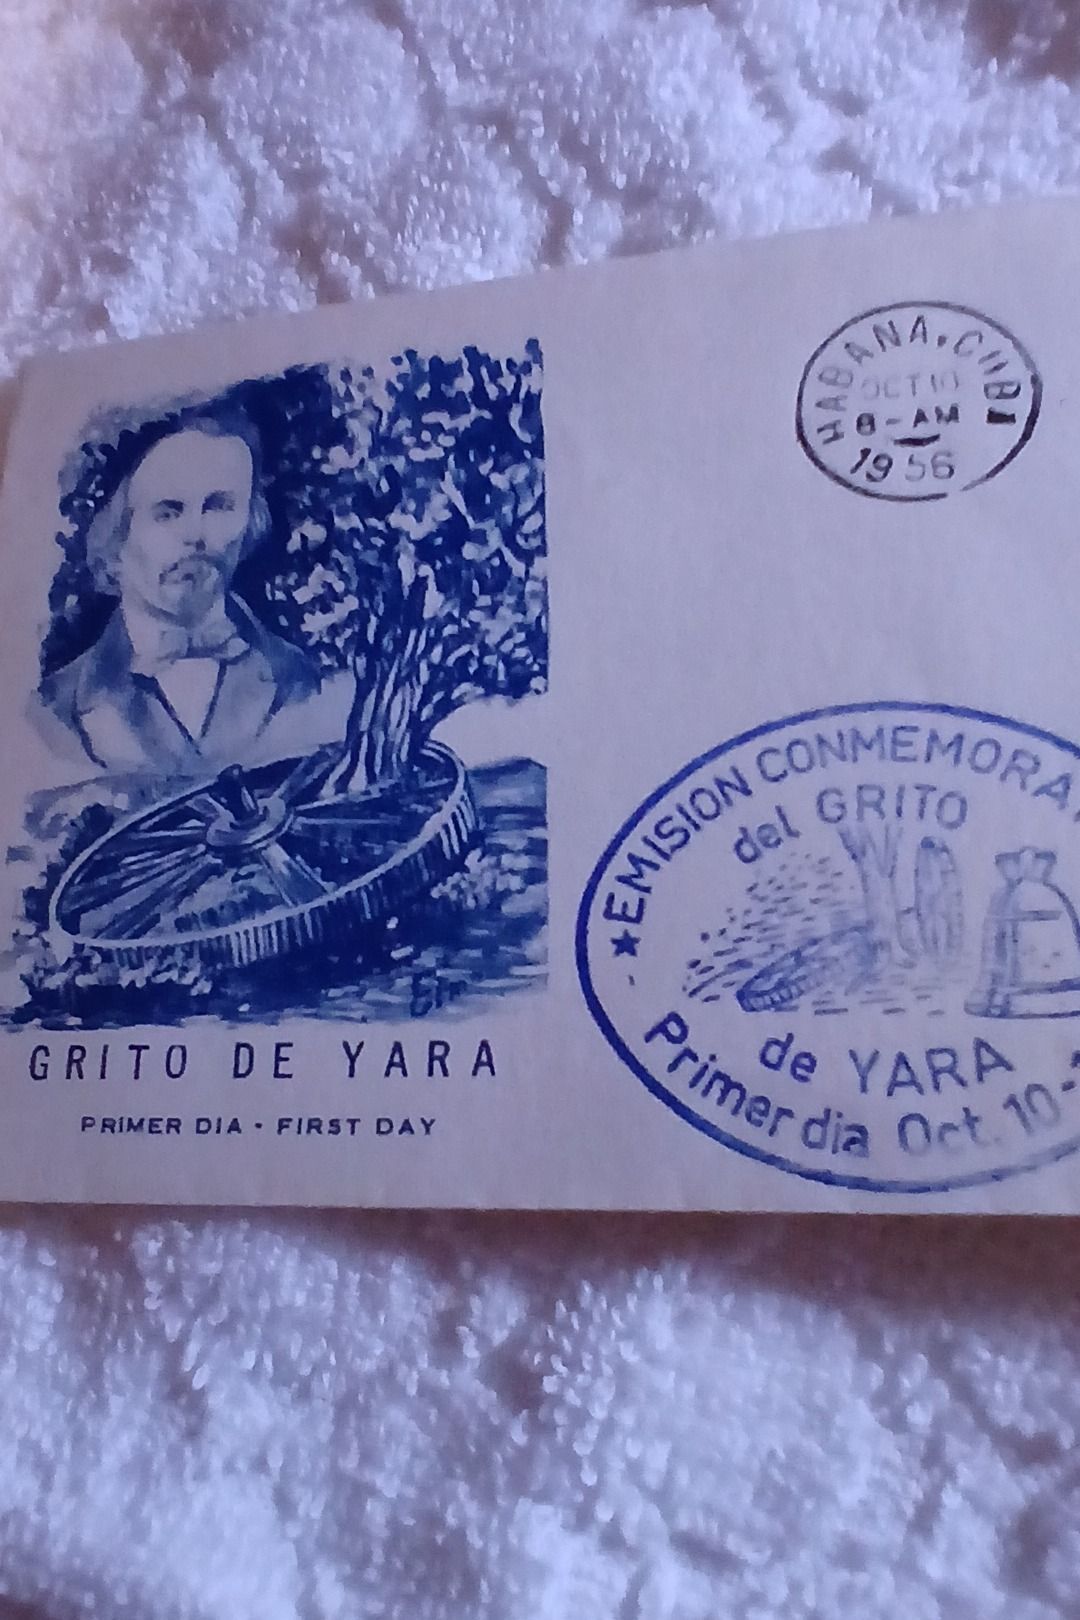 HABANA, CUBA
OCT 10
8-AM
1956
★ EMISION CONMEMORA
del GRITO
de YARA
Primer dia Oct. 10-
GRITO DE YARA
PRIMER DIA • FIRST DAY